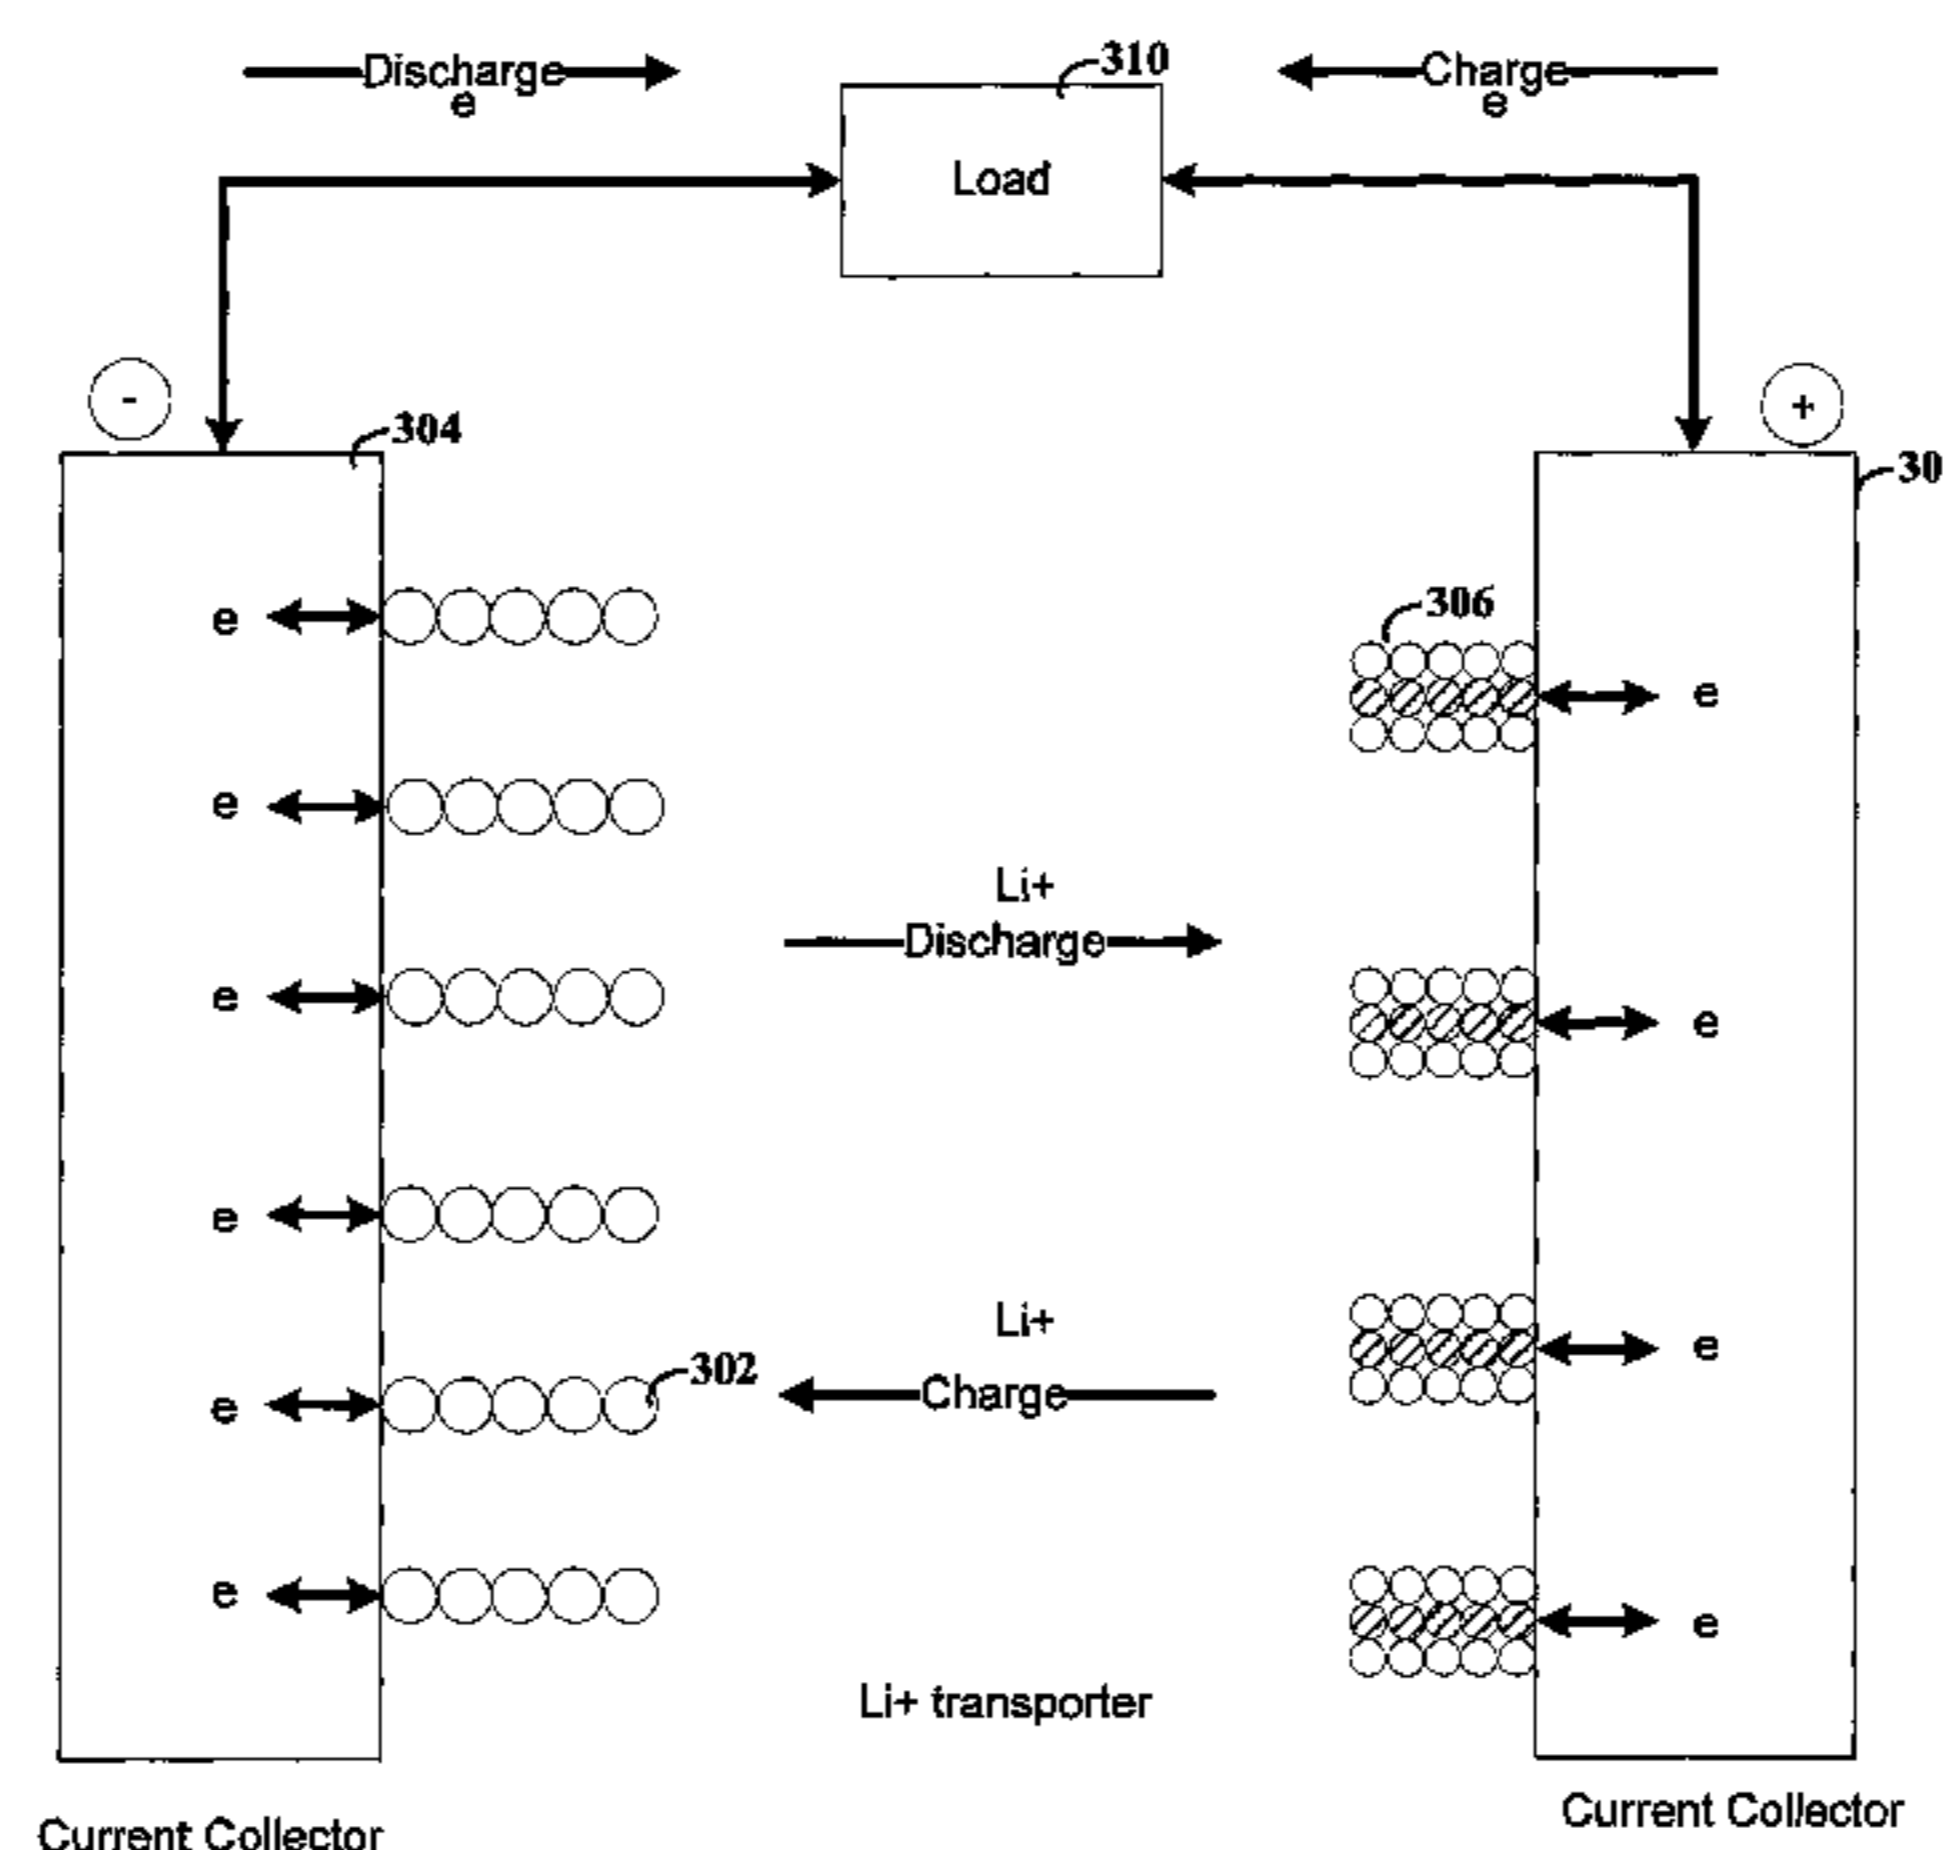 310
Discharge
e
Charge
e
Load
-
+
304
30
e
306
e
e
Li+
Discharge
e
e
e
Li+
e
302
Charge
e
e
e
Li+ transporter
Current Collector
Current Collector